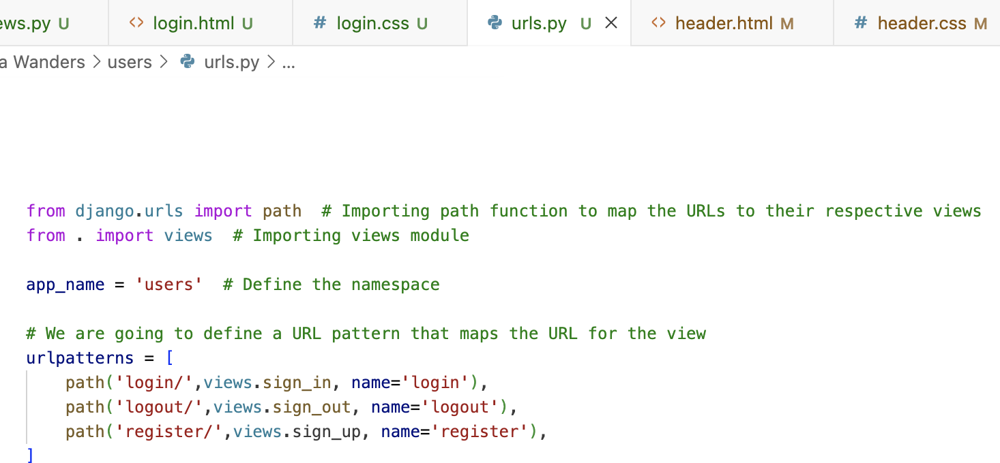 ews.py U <> login.html U # login.css U urls.py U × <> header.html M # header.css M
a Wanders > users > urls.py > ...
from django.urls import path  # Importing path function to map the URLs to their respective views
from . import views  # Importing views module
app_name = 'users'  # Define the namespace
# We are going to define a URL pattern that maps the URL for the view
urlpatterns = [
    path('login/',views.sign_in, name='login'),
    path('logout/',views.sign_out, name='logout'),
    path('register/',views.sign_up, name='register'),
]